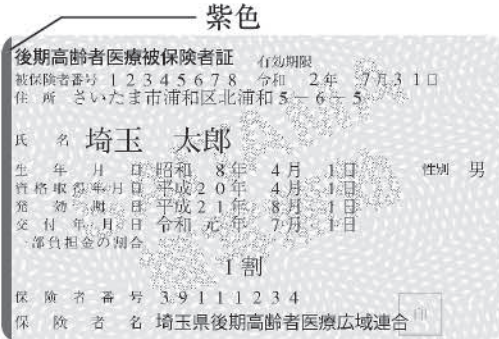 紫色
後期高齢者医療被保険者証 有効期限
被保険者番号 12345678 令和 2年 7月31日
住所 さいたま市浦和区北浦和5-6-5
氏名 埼玉 太郎
生年月日 昭和 8年 4月 1日 性別 男
資格取得年月日 平成20年 4月 1日
発効期日 平成21年 8月 1日
交付年月日 令和元年 7月 1日
一部負担金の割合
1割
保険者番号 39111234
保険者名 埼玉県後期高齢者医療広域連合 印